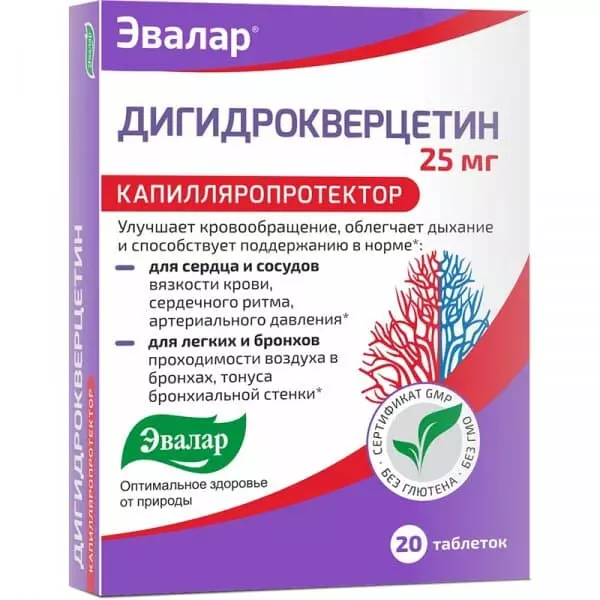 Эвалар®
ДИГИДРОКВЕРЦЕТИН
25 мг
КАПИЛЛЯРОПРОТЕКТОР
Улучшает кровообращение, облегчает дыхание
и способствует поддержанию в норме*:
для сердца и сосудов
вязкости крови,
сердечного ритма,
артериального давления*
для легких и бронхов
проходимости воздуха в
бронхах, тонуса
бронхиальной стенки*
Эвалар
Оптимальное здоровье
от природы
СЕРТИФИКАТ GMP
· БЕЗ ГЛЮТЕНА · БЕЗ ГМО
20 таблеток
Эвалар
ДИГИДРОКВЕРЦЕТИН
КАПИЛЛЯРОПРОТЕКТОР